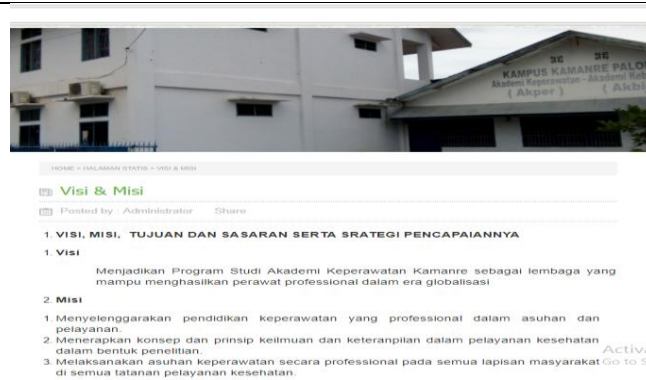 KAMPUS KAMANRE PALO
Akademi Keperawatan - Akademi Keb
( Akper ) ( Akbi
HOME » HALAMAN STATIS » VISI & MISI
Visi & Misi
Posted by : Administrator Share
1. VISI, MISI, TUJUAN DAN SASARAN SERTA SRATEGI PENCAPAIANNYA
1. Visi
Menjadikan Program Studi Akademi Keperawatan Kamanre sebagai lembaga yang
mampu menghasilkan perawat professional dalam era globalisasi
2. Misi
1. Menyelenggarakan pendidikan keperawatan yang professional dalam asuhan dan
pelayanan.
2. Menerapkan konsep dan prinsip keilmuan dan keteranpilan dalam pelayanan kesehatan
dalam bentuk penelitian.
3. Melaksanakan asuhan keperawatan secara professional pada semua lapisan masyarakat
di semua tatanan pelayanan kesehatan.
Activa
Go to S